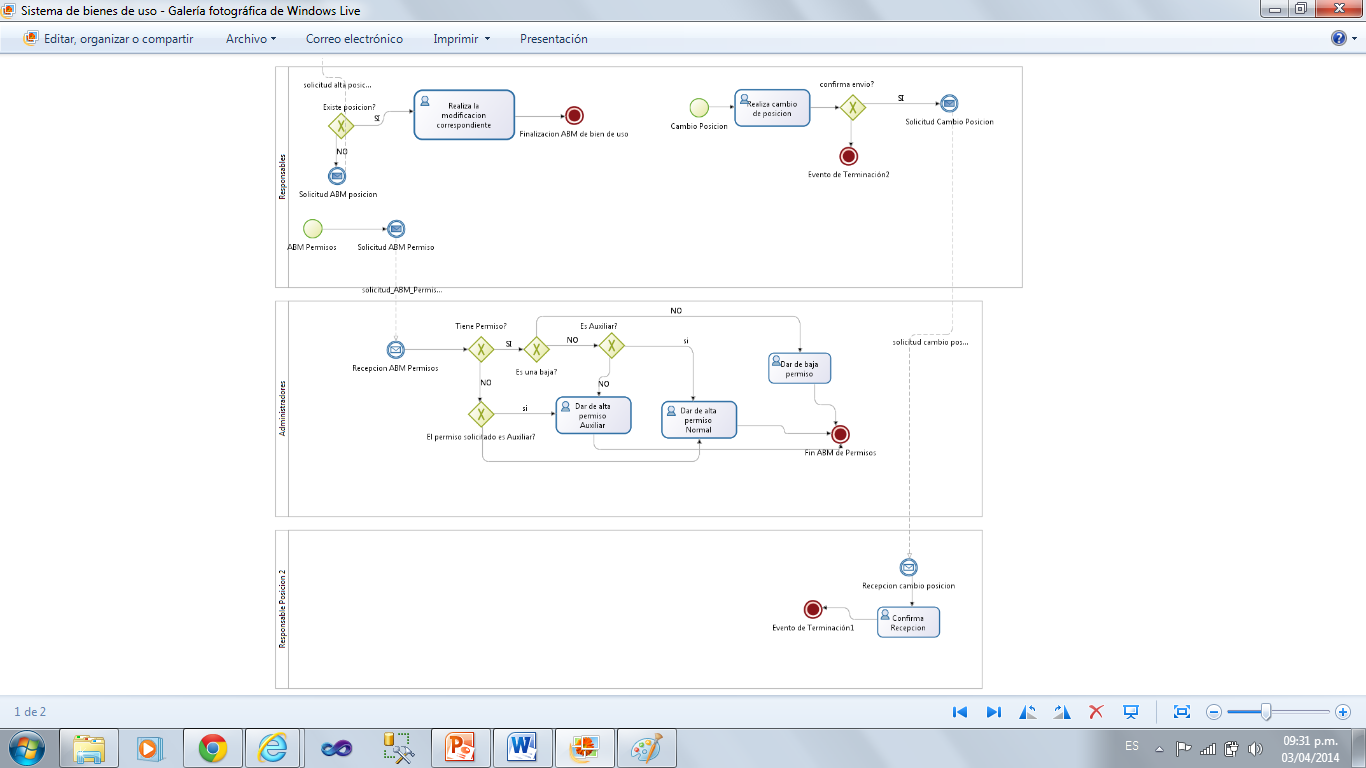 Sistema de bienes de uso - Galería fotográfica de Windows Live
Editar, organizar o compartir
Archivo
Correo electrónico
Imprimir
Presentación
Responsables
solicitud alta posic...
Existe posicion?
SI
NO
Solicitud ABM posicion
Realiza la
modificacion
correspondiente
Finalizacion ABM de bien de uso
Cambio Posicion
Realiza cambio
de posicion
confirma envio?
SI
Solicitud Cambio Posicion
Evento de Terminación2
ABM Permisos
Solicitud ABM Permiso
solicitud_ABM_Permis...
Administradores
Recepcion ABM Permisos
Tiene Permiso?
SI
NO
Es una baja?
NO
NO
Es Auxiliar?
si
NO
El permiso solicitado es Auxiliar?
si
Dar de alta
permiso
Auxiliar
Dar de alta
permiso
Normal
Dar de baja
permiso
Fin ABM de Permisos
solicitud cambio pos...
Responsable Posicion 2
Recepcion cambio posicion
Confirma
Recepcion
Evento de Terminación1
1 de 2
ES
09:31 p.m.
03/04/2014